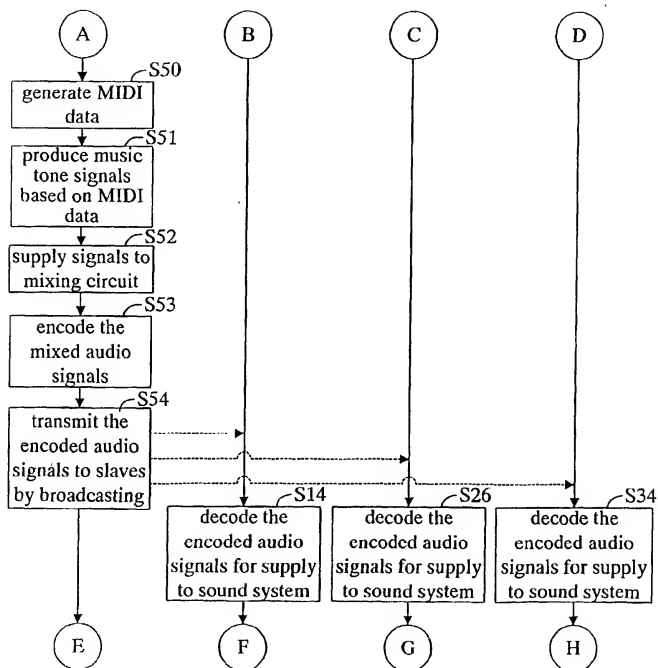 A
B
C
D
S50
generate MIDI
data
S51
produce music
tone signals
based on MIDI
data
S52
supply signals to
mixing circuit
S53
encode the
mixed audio
signals
S54
transmit the
encoded audio
signals to slaves
by broadcasting
S14
decode the
encoded audio
signals for supply
to sound system
S26
decode the
encoded audio
signals for supply
to sound system
S34
decode the
encoded audio
signals for supply
to sound system
E
F
G
H